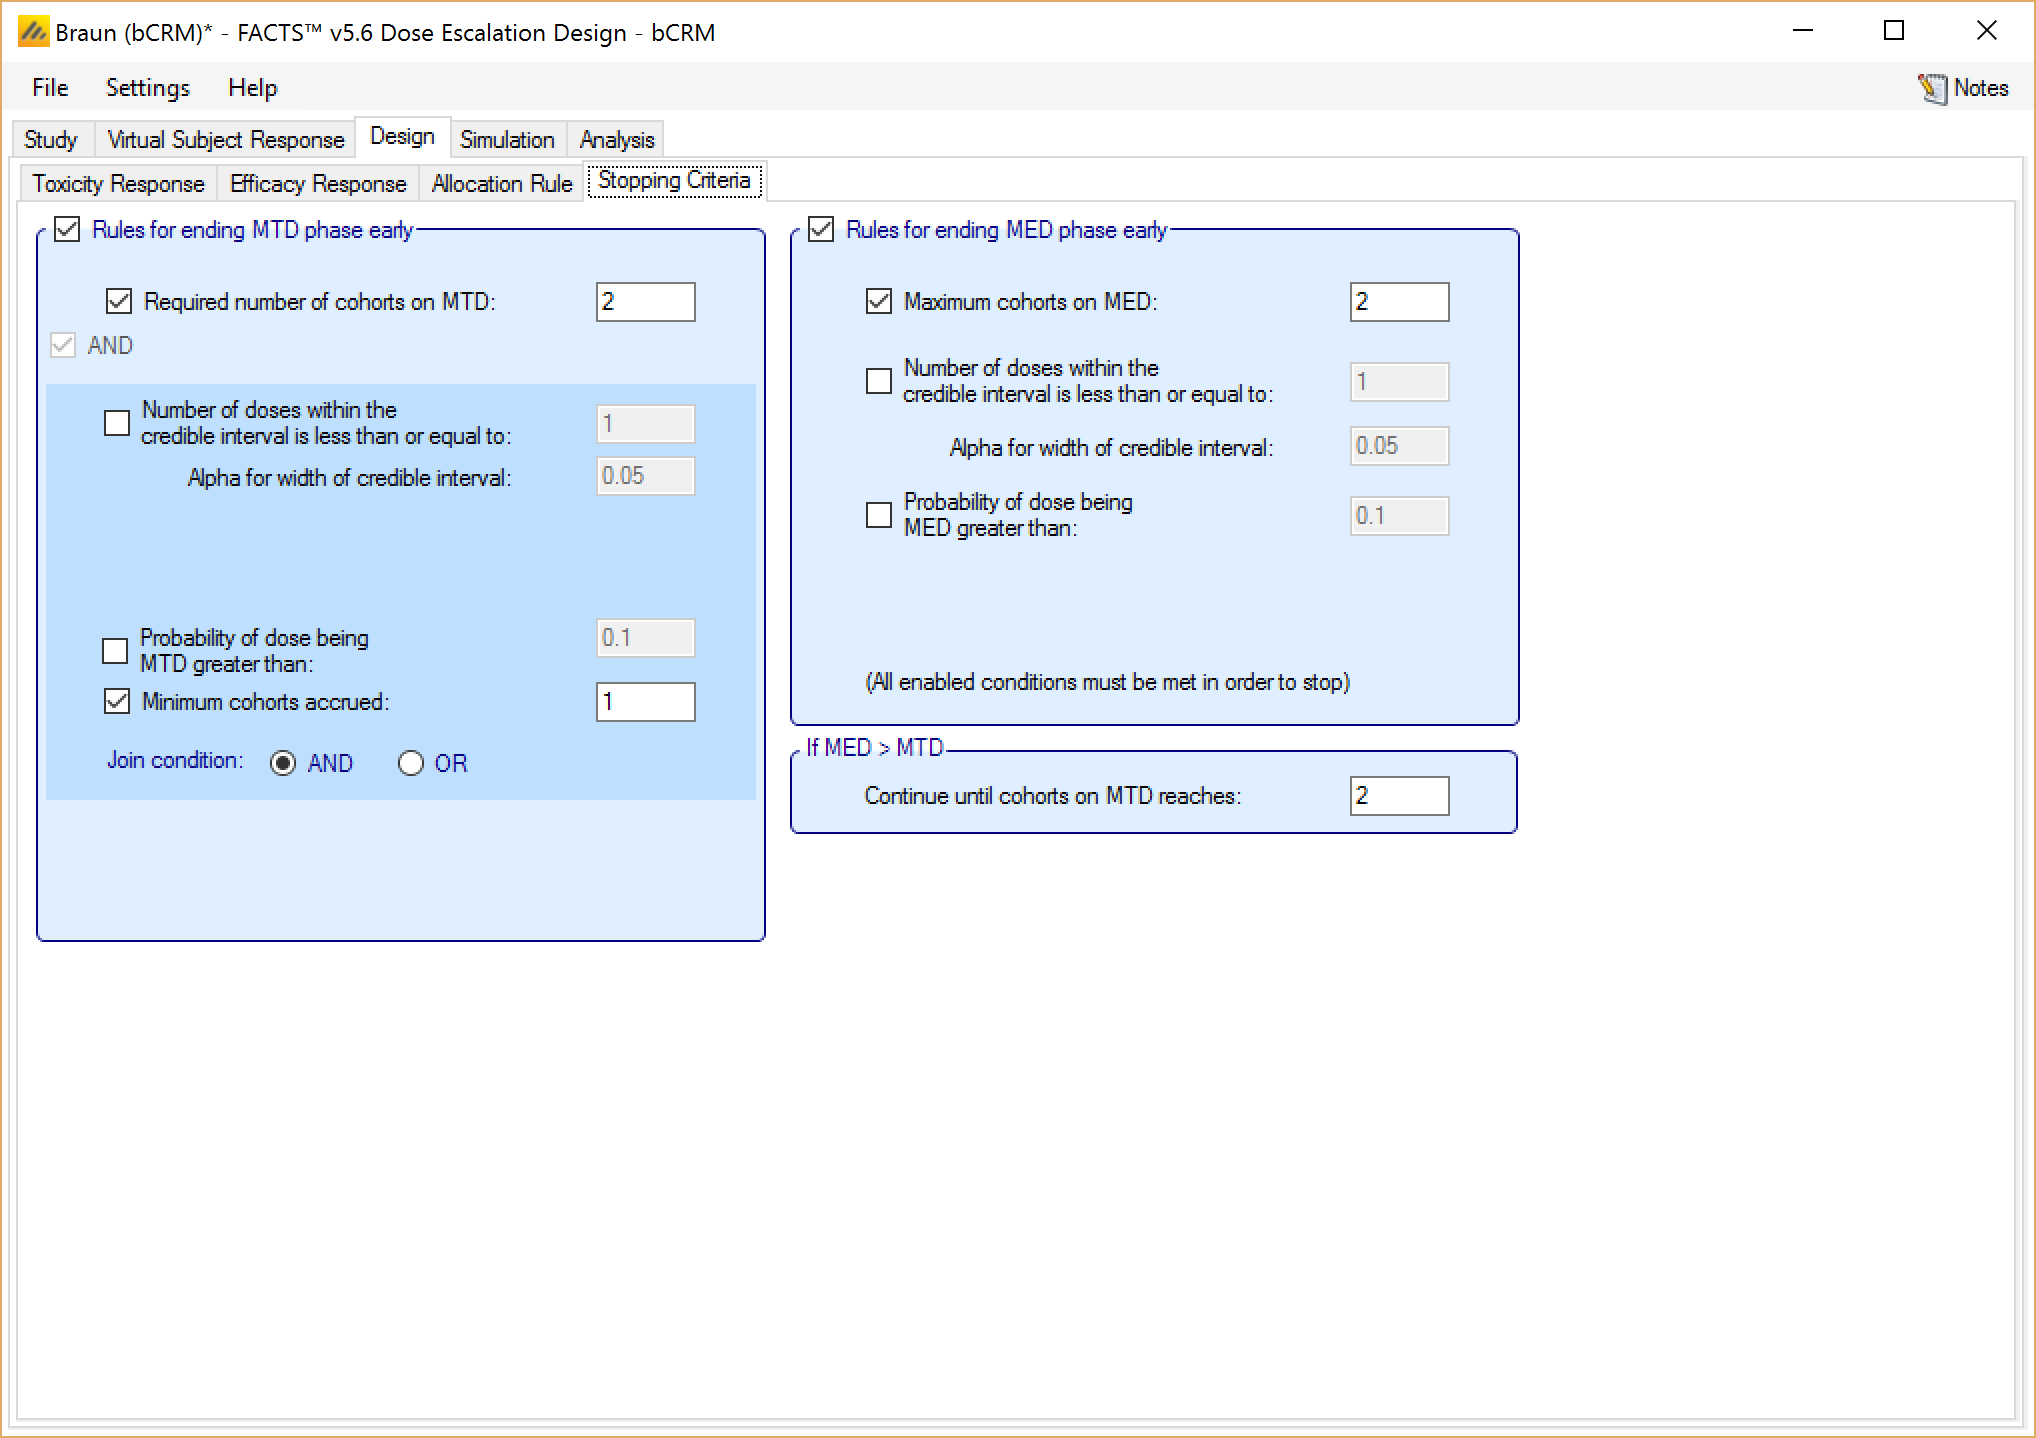 Braun (bCRM)* - FACTS™ v5.6 Dose Escalation Design - bCRM
File Settings Help Notes
Study Virtual Subject Response Design Simulation Analysis
Toxicity Response Efficacy Response Allocation Rule Stopping Criteria
Rules for ending MTD phase early
Required number of cohorts on MTD: 2
AND
Number of doses within the
credible interval is less than or equal to: 1
Alpha for width of credible interval: 0.05
Probability of dose being
MTD greater than: 0.1
Minimum cohorts accrued: 1
Join condition: AND OR
Rules for ending MED phase early
Maximum cohorts on MED: 2
Number of doses within the
credible interval is less than or equal to: 1
Alpha for width of credible interval: 0.05
Probability of dose being
MED greater than: 0.1
(All enabled conditions must be met in order to stop)
If MED > MTD
Continue until cohorts on MTD reaches: 2